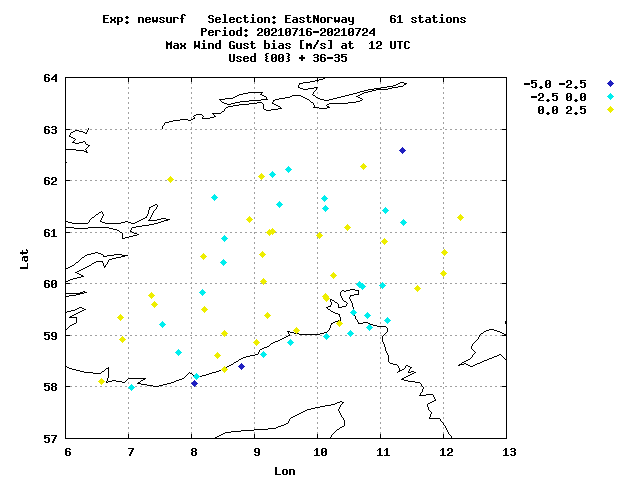 Exp: newsurf   Selection: EastNorway     61 stations
Period: 20210716-20210724
Max Wind Gust bias [m/s] at  12 UTC
Used {00} + 36-35
-5.0 -2.5
-2.5 0.0
0.0 2.5
64
63
62
61
60
59
58
57
Lat
6 7 8 9 10 11 12 13
Lon